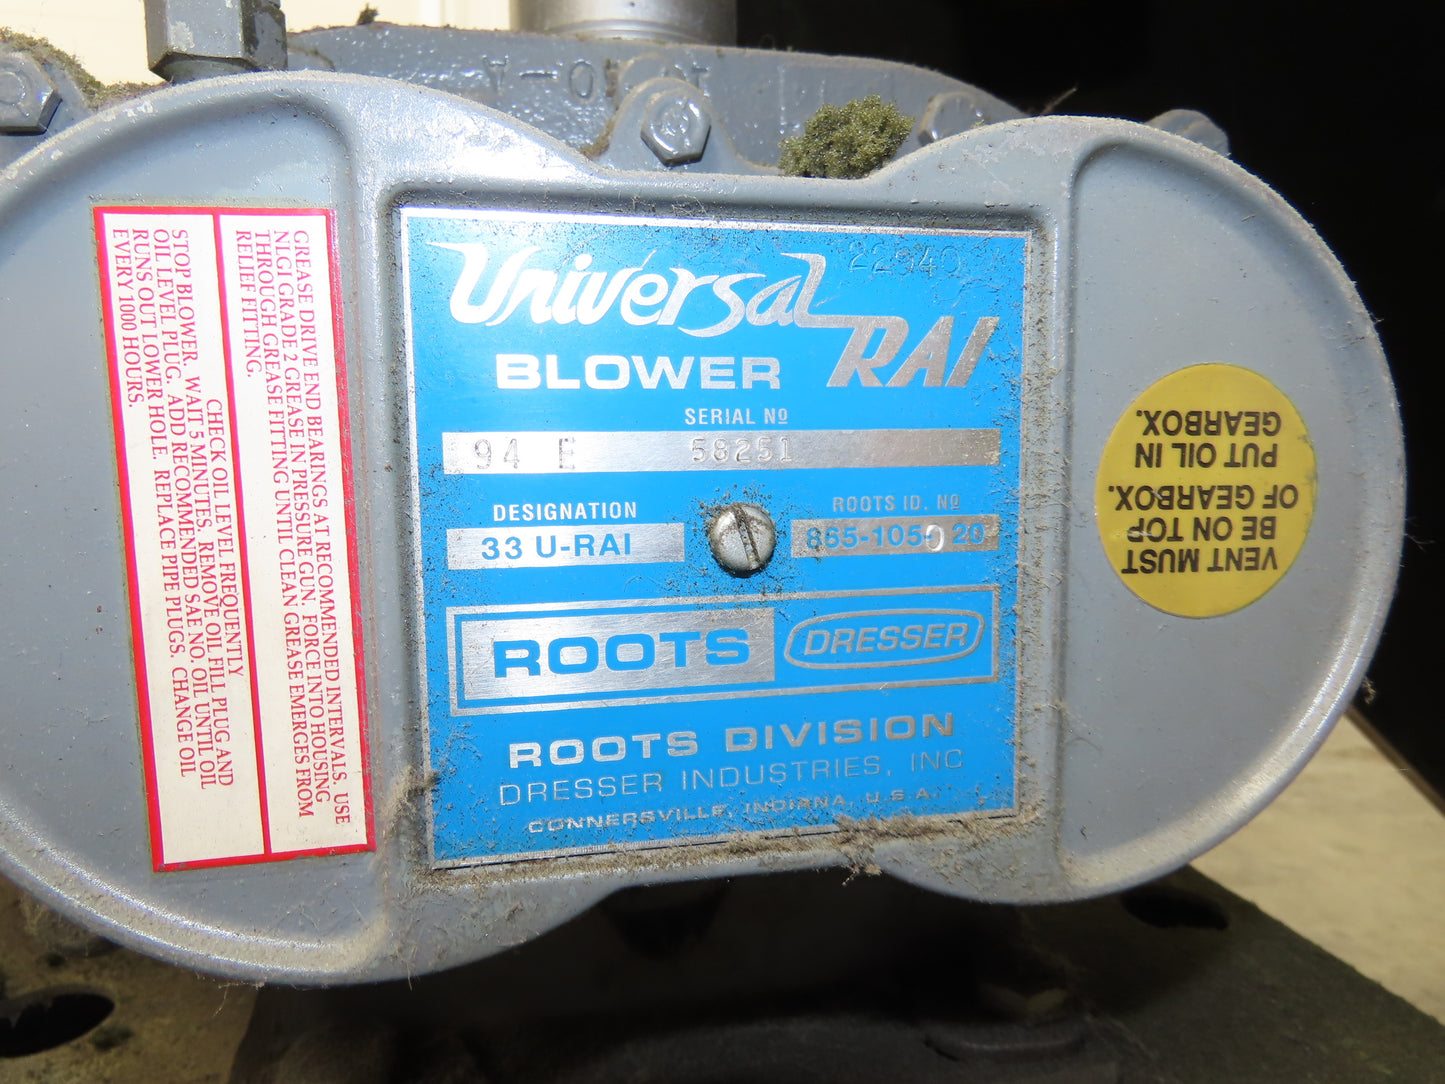 GREASE DRIVE END BEARINGS AT RECOMMENDED INTERVALS. USE
NLGI GRADE 2 GREASE IN PRESSURE GUN. FORCE INTO HOUSING
THROUGH GREASE FITTING UNTIL CLEAN GREASE EMERGES FROM
RELIEF FITTING.
CHECK OIL LEVEL FREQUENTLY
STOP BLOWER. WAIT 5 MINUTES. REMOVE OIL FILL PLUG AND
OIL LEVEL PLUG. ADD RECOMMENDED SAE NO. OIL UNTIL OIL
RUNS OUT LOWER HOLE. REPLACE PIPE PLUGS. CHANGE OIL
EVERY 1000 HOURS.
Universal
RAI
BLOWER
SERIAL Nº
94 E 58251
DESIGNATION
33 U-RAI
ROOTS ID. Nº
865-105-020
ROOTS
DRESSER
ROOTS DIVISION
DRESSER INDUSTRIES, INC
CONNERSVILLE, INDIANA, U.S.A.
VENT MUST
BE ON TOP
OF GEARBOX.
PUT OIL IN
GEARBOX.